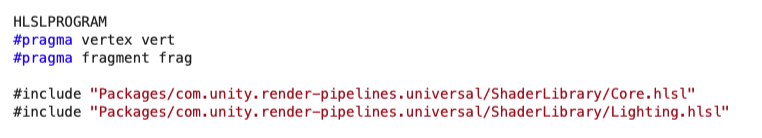 HLSLPROGRAM
#pragma vertex vert
#pragma fragment frag
#include "Packages/com.unity.render-pipelines.universal/ShaderLibrary/Core.hlsl"
#include "Packages/com.unity.render-pipelines.universal/ShaderLibrary/Lighting.hlsl"